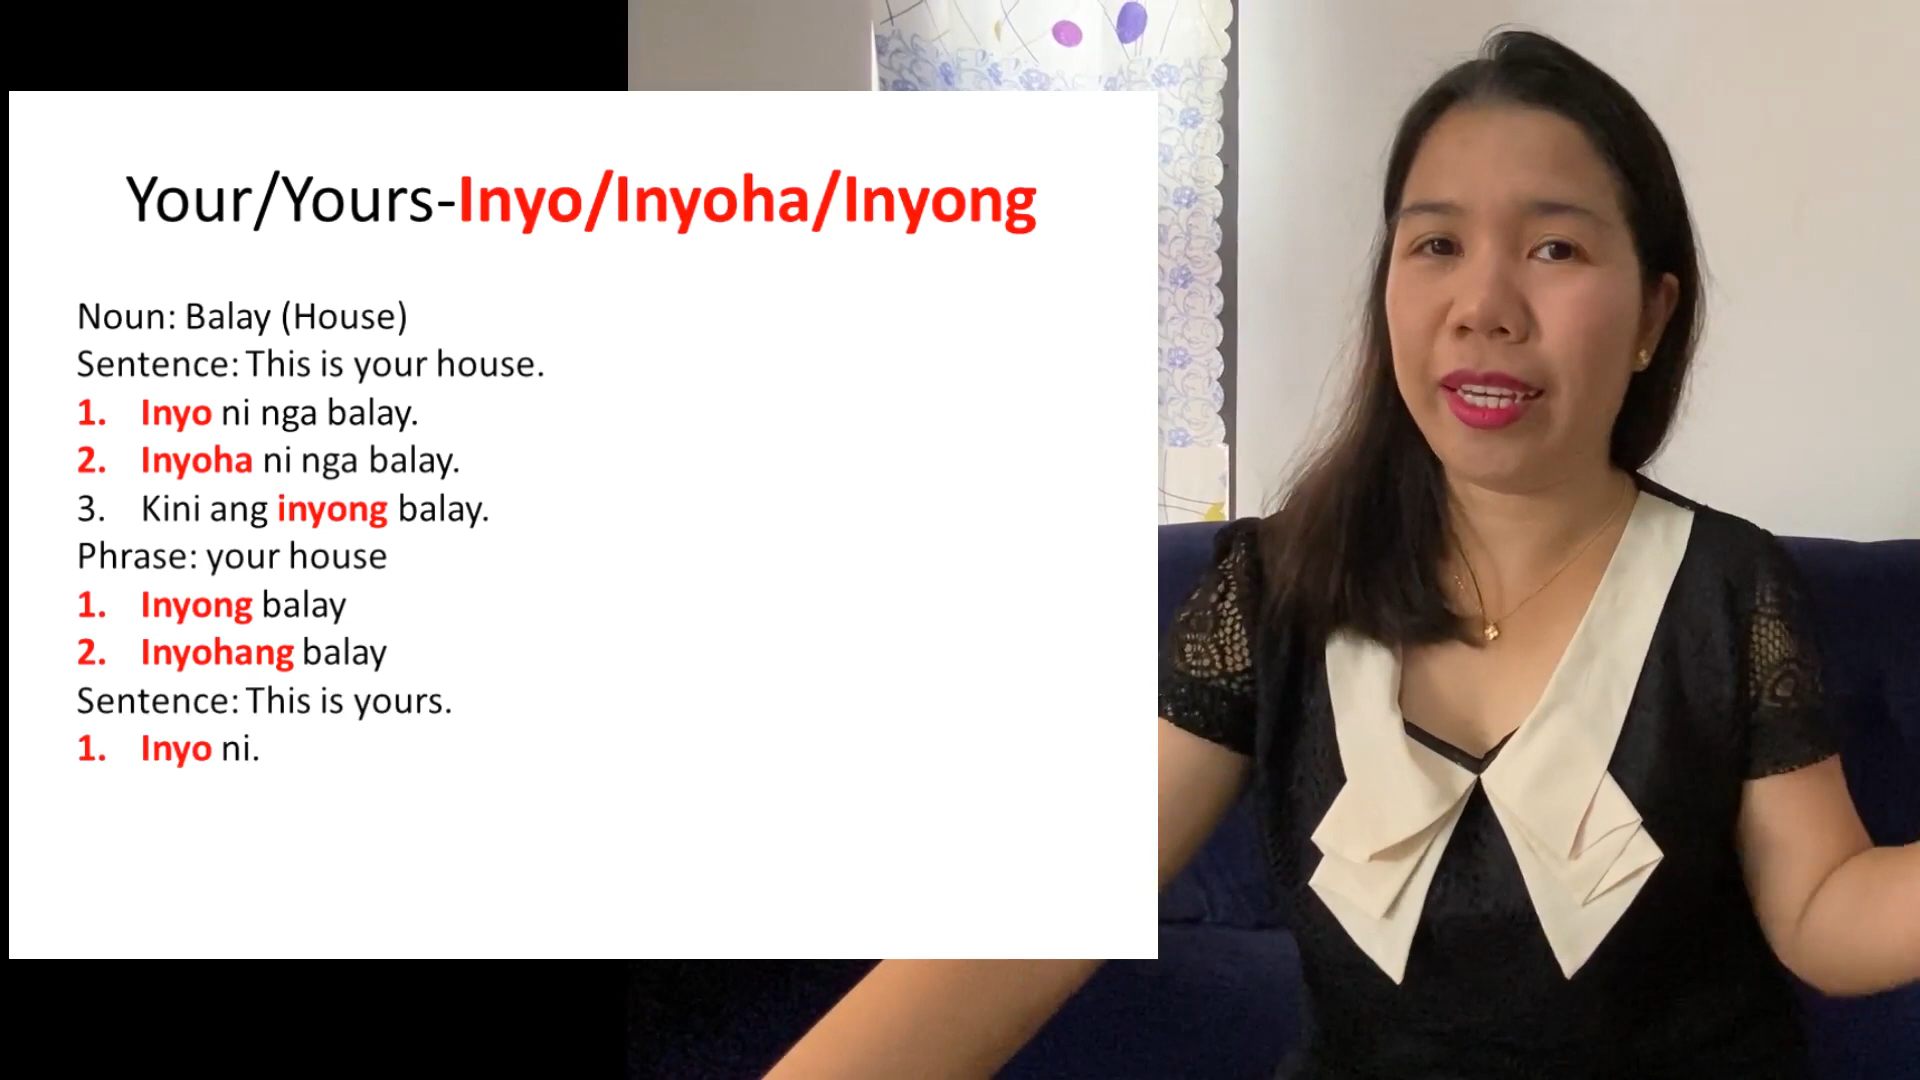 Your/Yours-Inyo/Inyoha/Inyong
Noun: Balay (House)
Sentence: This is your house.
1. Inyo ni nga balay.
2. Inyoha ni nga balay.
3. Kini ang inyong balay.
Phrase: your house
1. Inyong balay
2. Inyohang balay
Sentence: This is yours.
1. Inyo ni.